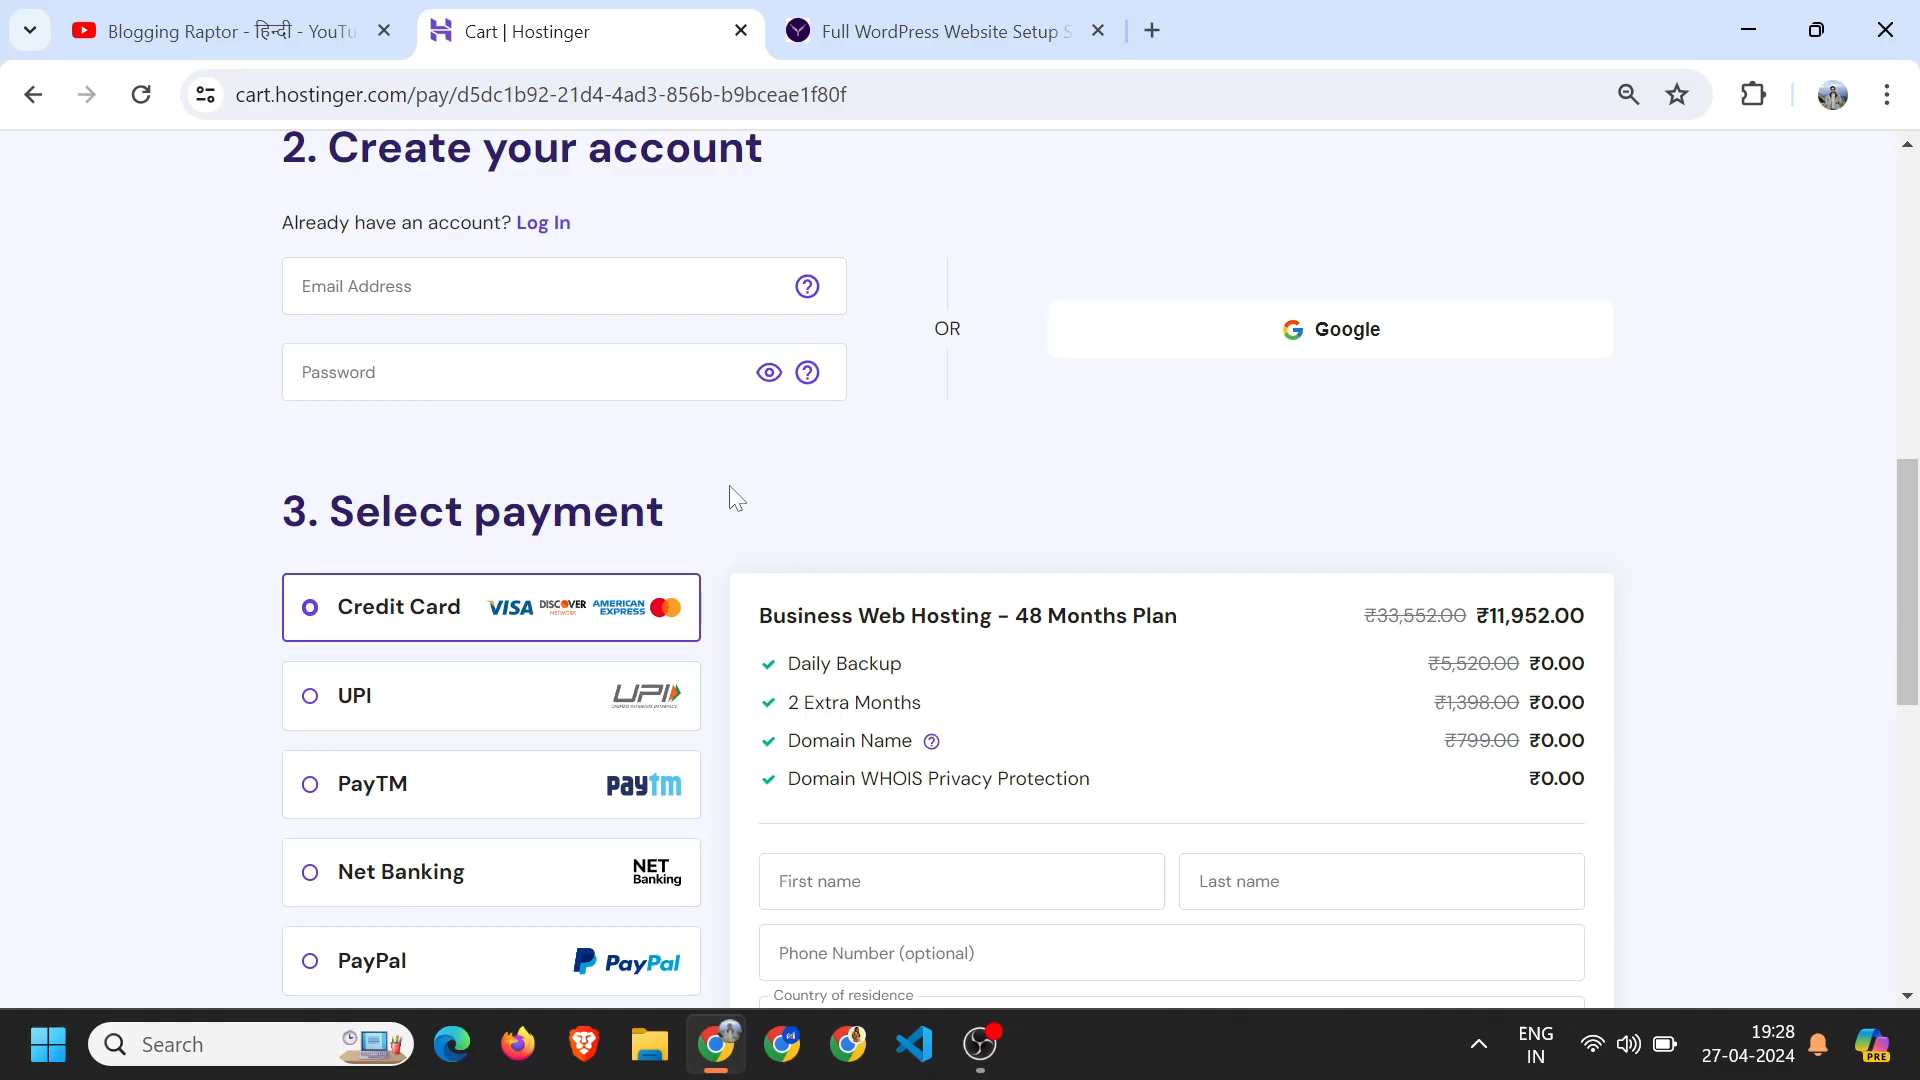 Blogging Raptor - हिन्दी - YouTu
Cart | Hostinger
Full WordPress Website Setup S
cart.hostinger.com/pay/d5dc1b92-21d4-4ad3-856b-b9bceae1f80f
2. Create your account
Already have an account? Log In
Email Address
Password
OR
Google
3. Select payment
Credit Card VISA DISCOVER NETWORK AMERICAN EXPRESS
UPI UPI
PayTM paytm
Net Banking NET Banking
PayPal PayPal
Business Web Hosting - 48 Months Plan ₹33,552.00 ₹11,952.00
Daily Backup ₹5,520.00 ₹0.00
2 Extra Months ₹1,398.00 ₹0.00
Domain Name ₹799.00 ₹0.00
Domain WHOIS Privacy Protection ₹0.00
First name Last name
Phone Number (optional)
Country of residence
Search
ENG
IN
19:28
27-04-2024
PRE